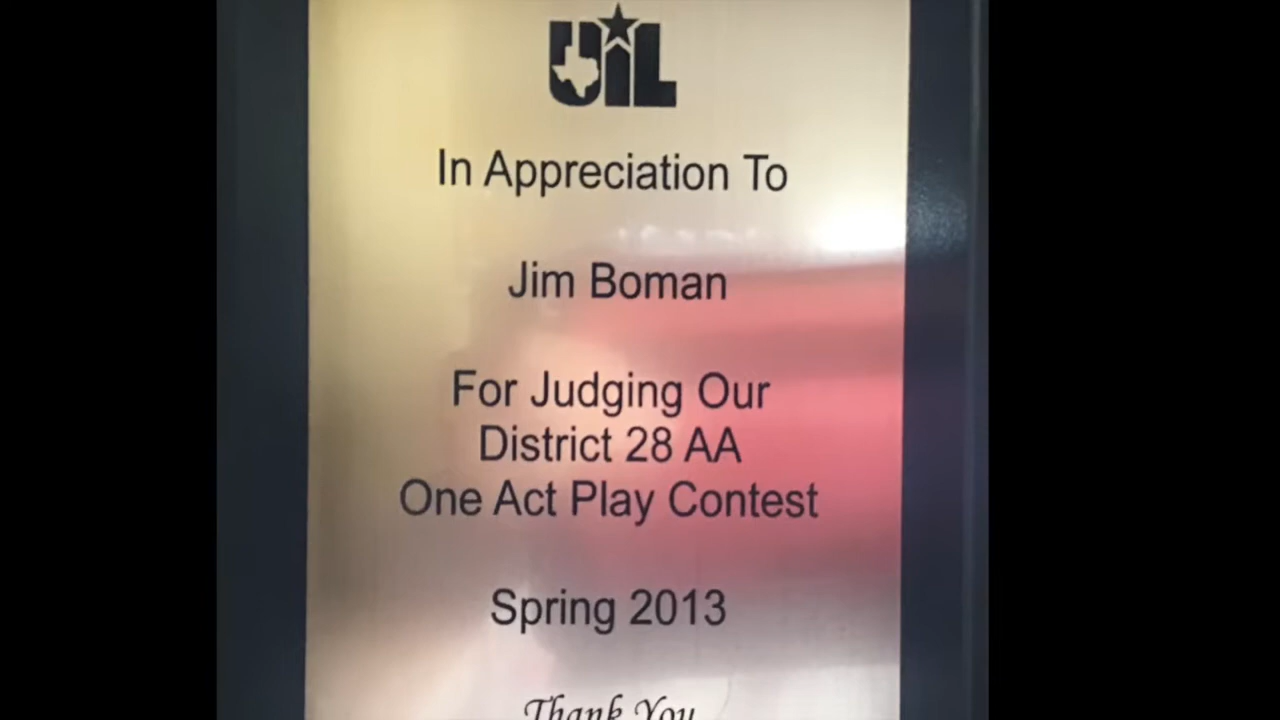 UIL
In Appreciation To
Jim Boman
For Judging Our
District 28 AA
One Act Play Contest
Spring 2013
Thank You